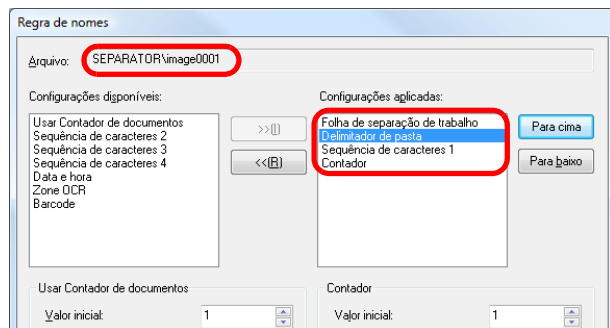 Regra de nomes
Arquivo: SEPARATOR\image0001
Configurações disponíveis:
Configurações aplicadas:
Usar Contador de documentos
Sequência de caracteres 2
Sequência de caracteres 3
Sequência de caracteres 4
Data e hora
Zone OCR
Barcode
>>(I)
<<(R)
Folha de separação de trabalho
Delimitador de pasta
Sequência de caracteres 1
Contador
Para cima
Para baixo
Usar Contador de documentos
Valor inicial: 1
Contador
Valor inicial: 1